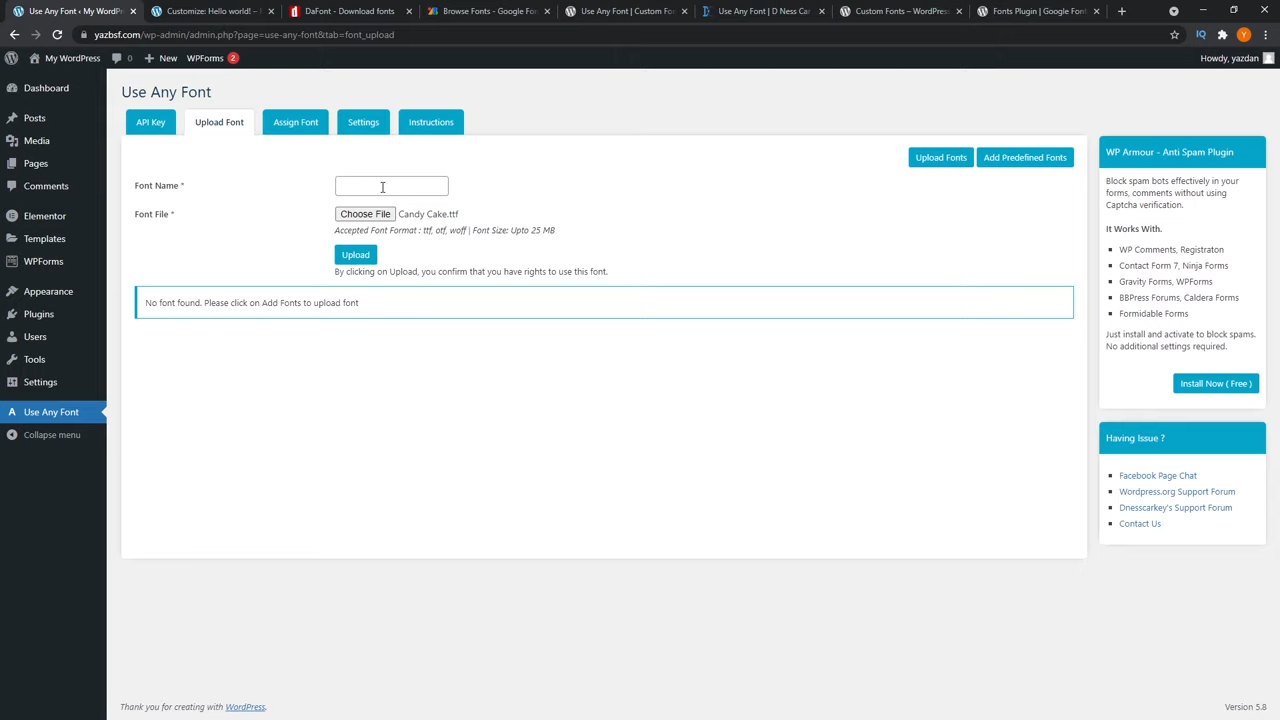 Use Any Font ‹ My WordPress
Customize: Hello world! –
DaFont - Download fonts
Browse Fonts - Google Fon
Use Any Font | Custom Fon
Use Any Font | D Ness Car
Custom Fonts – WordPress
Fonts Plugin | Google Font
yazbsf.com/wp-admin/admin.php?page=use-any-font&tab=font_upload
IQ
Y
My WordPress
0
New
WPForms
2
Howdy, yazdan
Dashboard
Posts
Media
Pages
Comments
Elementor
Templates
WPForms
Appearance
Plugins
Users
Tools
Settings
A Use Any Font
Collapse menu
Use Any Font
API Key
Upload Font
Assign Font
Settings
Instructions
Upload Fonts
Add Predefined Fonts
Font Name *
Font File *
Choose File Candy Cake.ttf
Accepted Font Format : ttf, otf, woff | Font Size: Upto 25 MB
Upload
By clicking on Upload, you confirm that you have rights to use this font.
No font found. Please click on Add Fonts to upload font
WP Armour - Anti Spam Plugin
Block spam bots effectively in your
forms, comments without using
Captcha verification.
It Works With.
WP Comments, Registraton
Contact Form 7, Ninja Forms
Gravity Forms, WPForms
BBPress Forums, Caldera Forms
Formidable Forms
Just install and activate to block spams.
No additional settings required.
Install Now ( Free )
Having Issue ?
Facebook Page Chat
Wordpress.org Support Forum
Dnesscarkey's Support Forum
Contact Us
Thank you for creating with WordPress.
Version 5.8